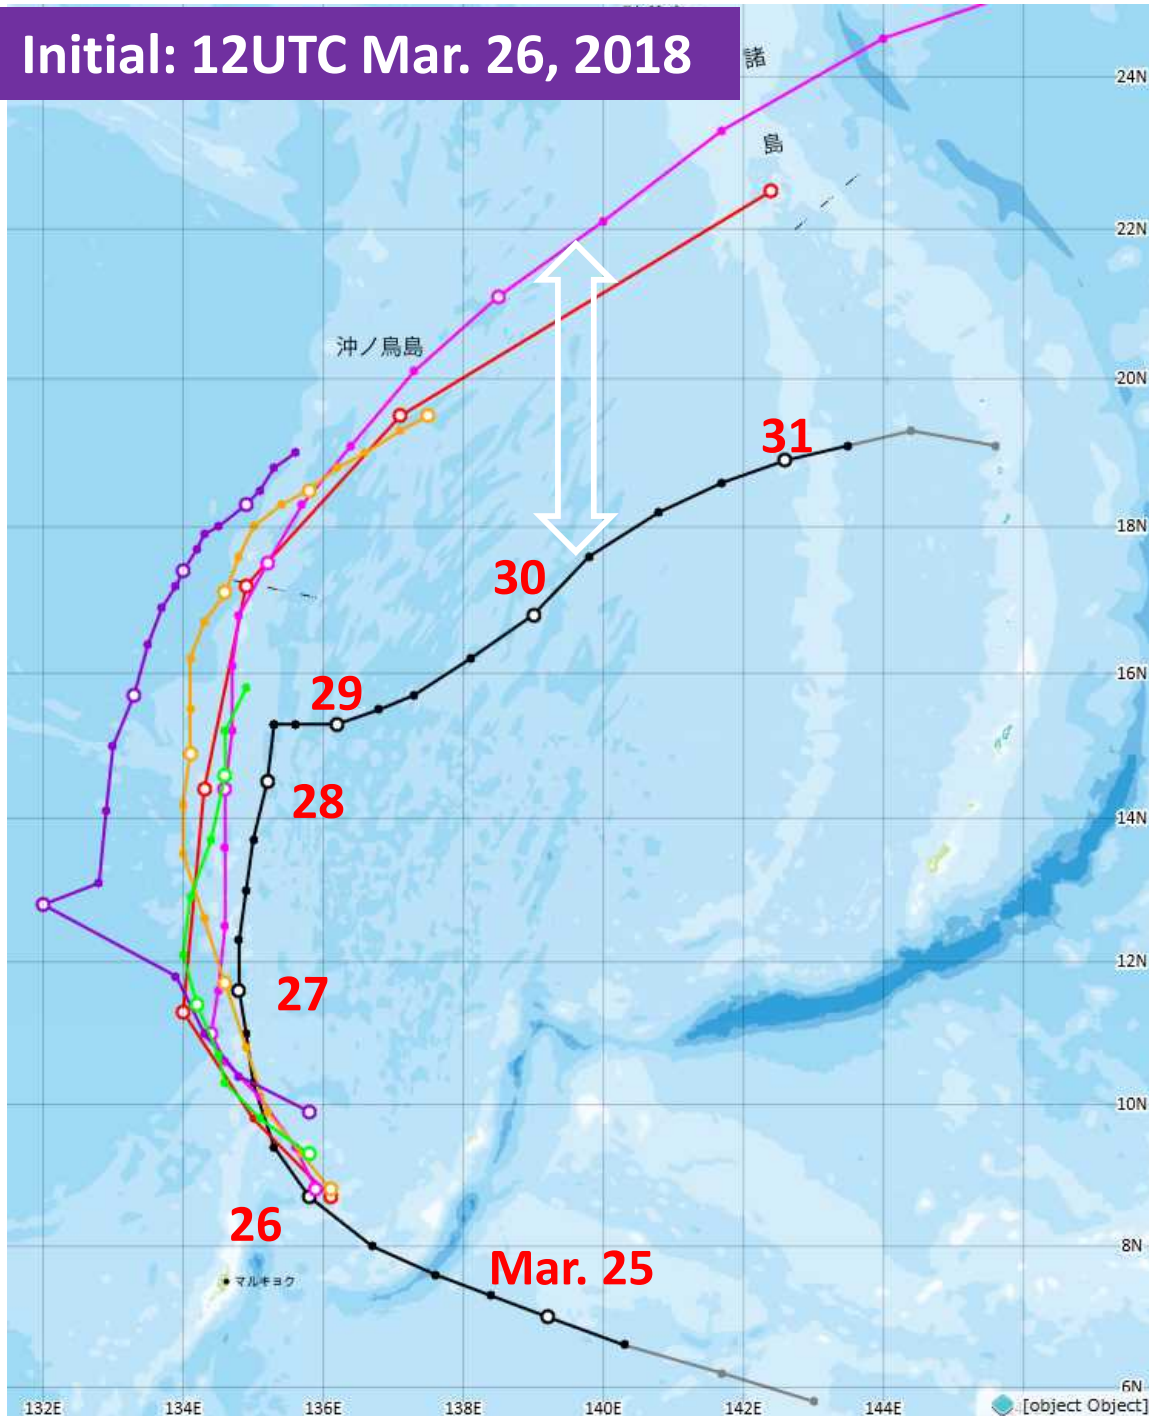 Initial: 12UTC Mar. 26, 2018
諸
24N
島
22N
沖ノ鳥島
20N
31
18N
30
16N
29
28
14N
27
12N
10N
26
8N
Mar. 25
マルキョク
6N
132E
134E
136E
138E
140E
142E
144E
[object Object]